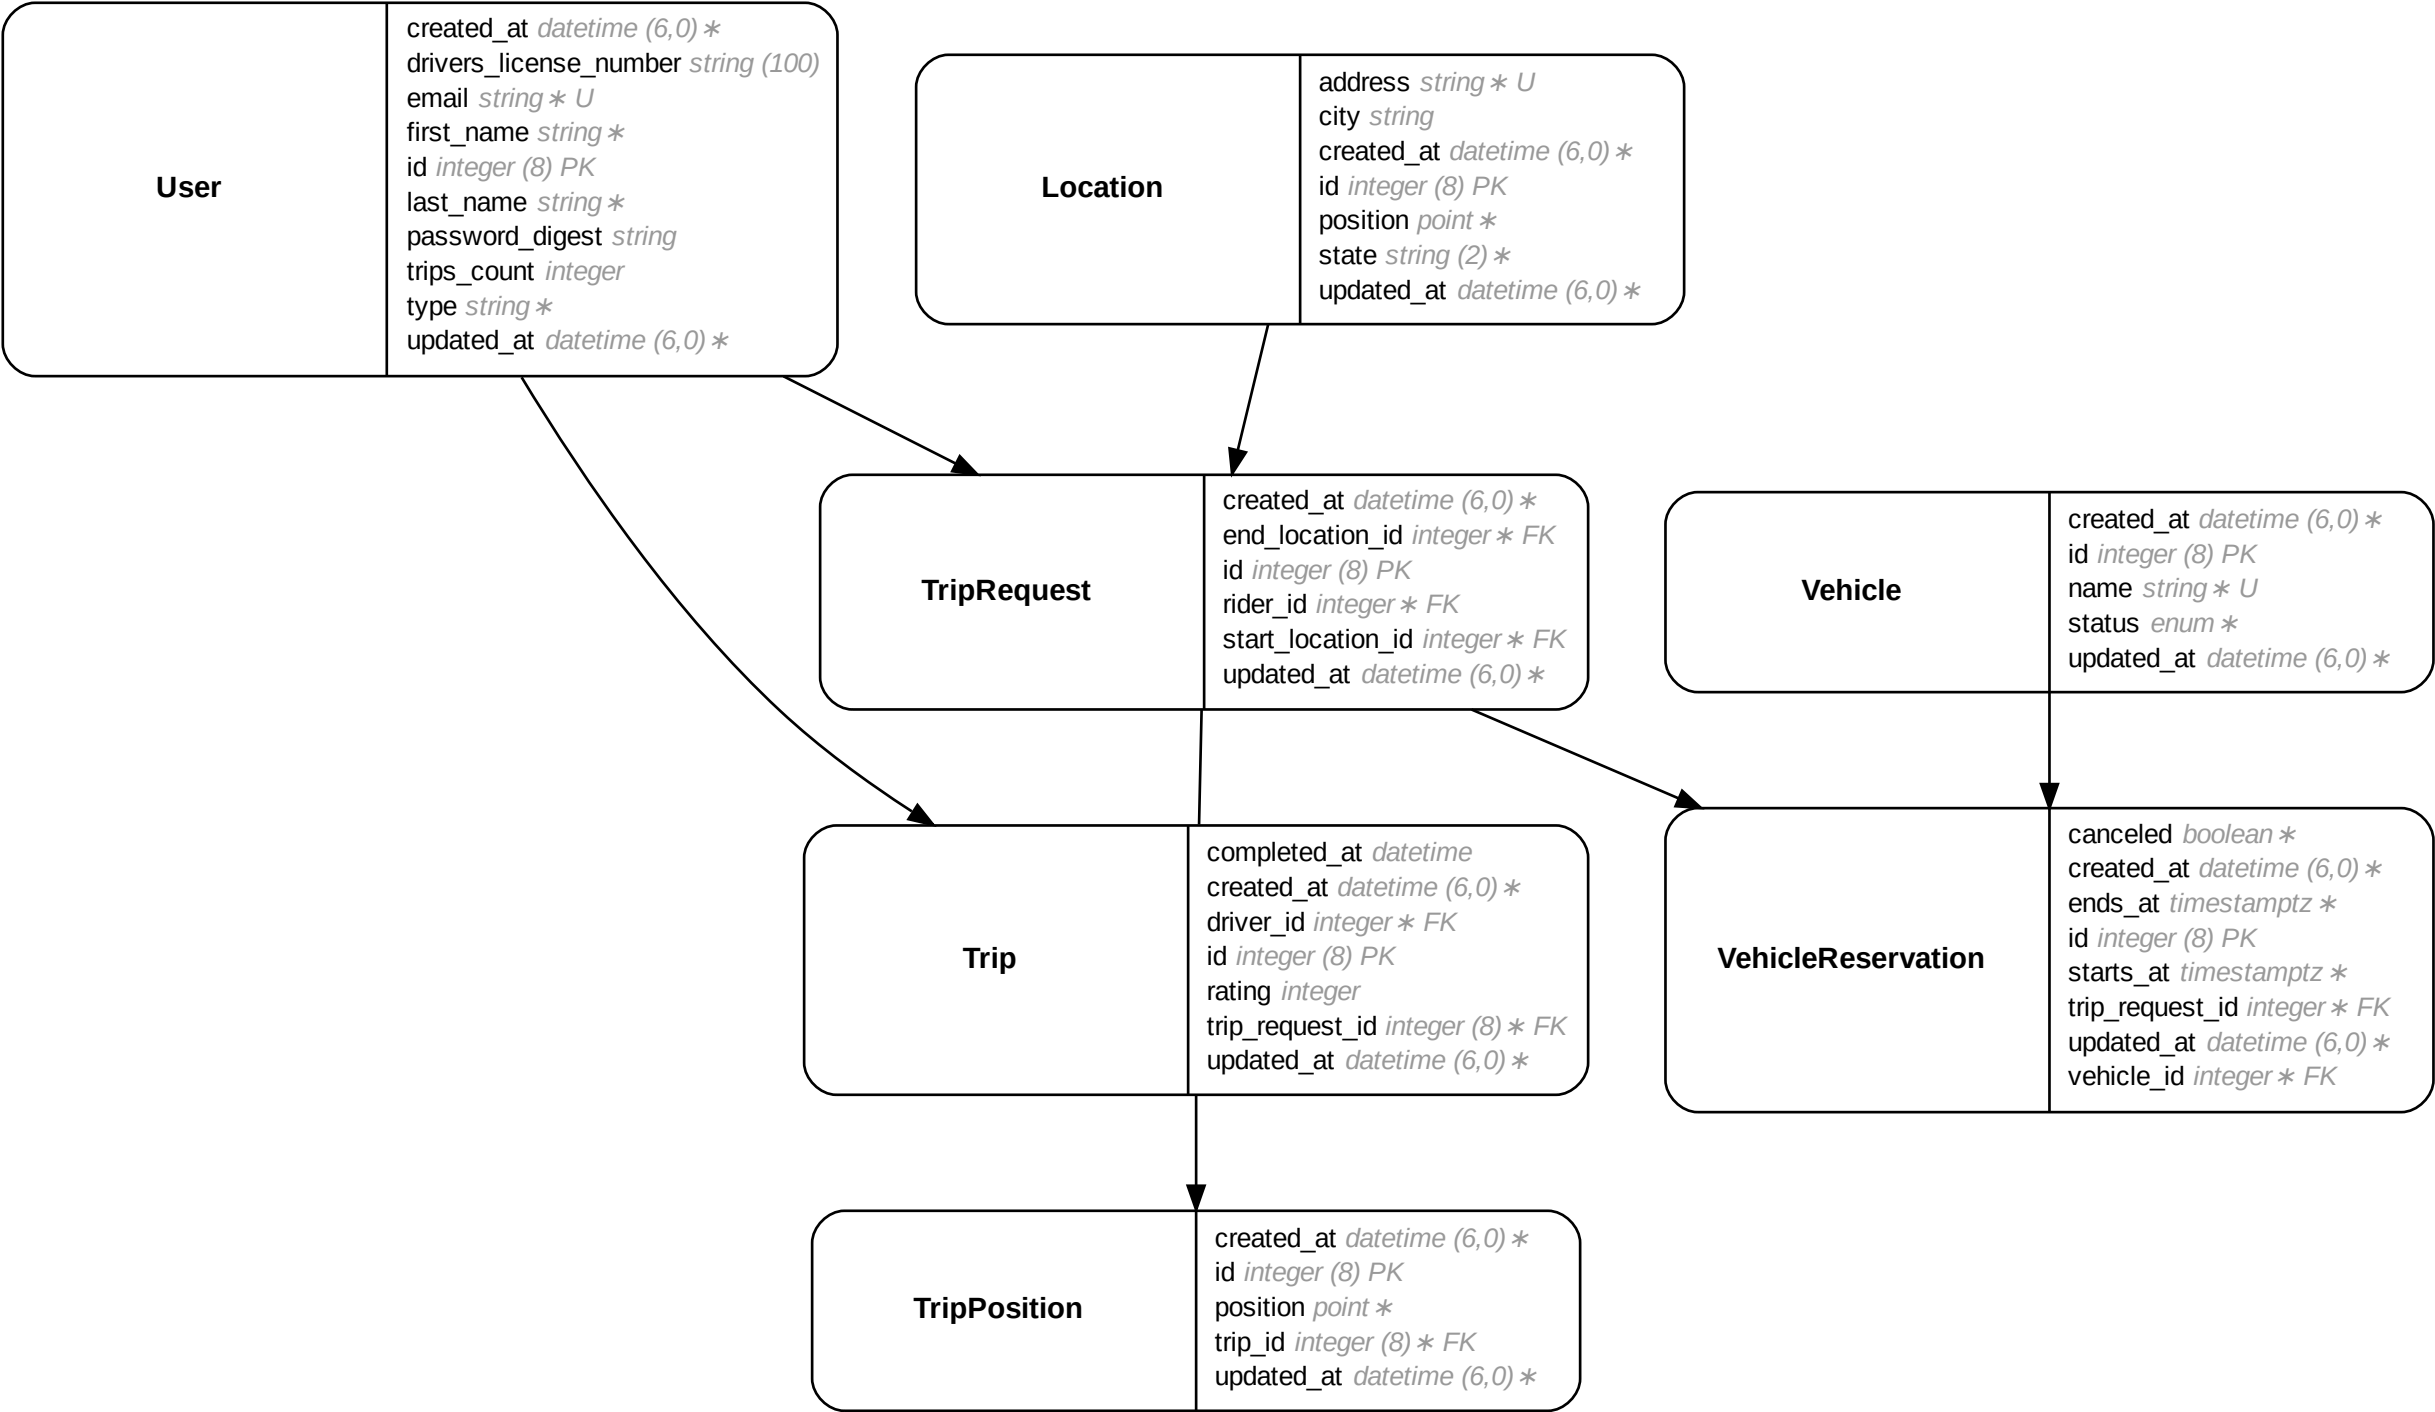 User
created_at datetime (6,0) ∗
drivers_license_number string (100)
email string ∗ U
first_name string ∗
id integer (8) PK
last_name string ∗
password_digest string
trips_count integer
type string ∗
updated_at datetime (6,0) ∗
Location
address string ∗ U
city string
created_at datetime (6,0) ∗
id integer (8) PK
position point ∗
state string (2) ∗
updated_at datetime (6,0) ∗
TripRequest
created_at datetime (6,0) ∗
end_location_id integer ∗ FK
id integer (8) PK
rider_id integer ∗ FK
start_location_id integer ∗ FK
updated_at datetime (6,0) ∗
Vehicle
created_at datetime (6,0) ∗
id integer (8) PK
name string ∗ U
status enum ∗
updated_at datetime (6,0) ∗
Trip
completed_at datetime
created_at datetime (6,0) ∗
driver_id integer ∗ FK
id integer (8) PK
rating integer
trip_request_id integer (8) ∗ FK
updated_at datetime (6,0) ∗
VehicleReservation
canceled boolean ∗
created_at datetime (6,0) ∗
ends_at timestamptz ∗
id integer (8) PK
starts_at timestamptz ∗
trip_request_id integer ∗ FK
updated_at datetime (6,0) ∗
vehicle_id integer ∗ FK
TripPosition
created_at datetime (6,0) ∗
id integer (8) PK
position point ∗
trip_id integer (8) ∗ FK
updated_at datetime (6,0) ∗